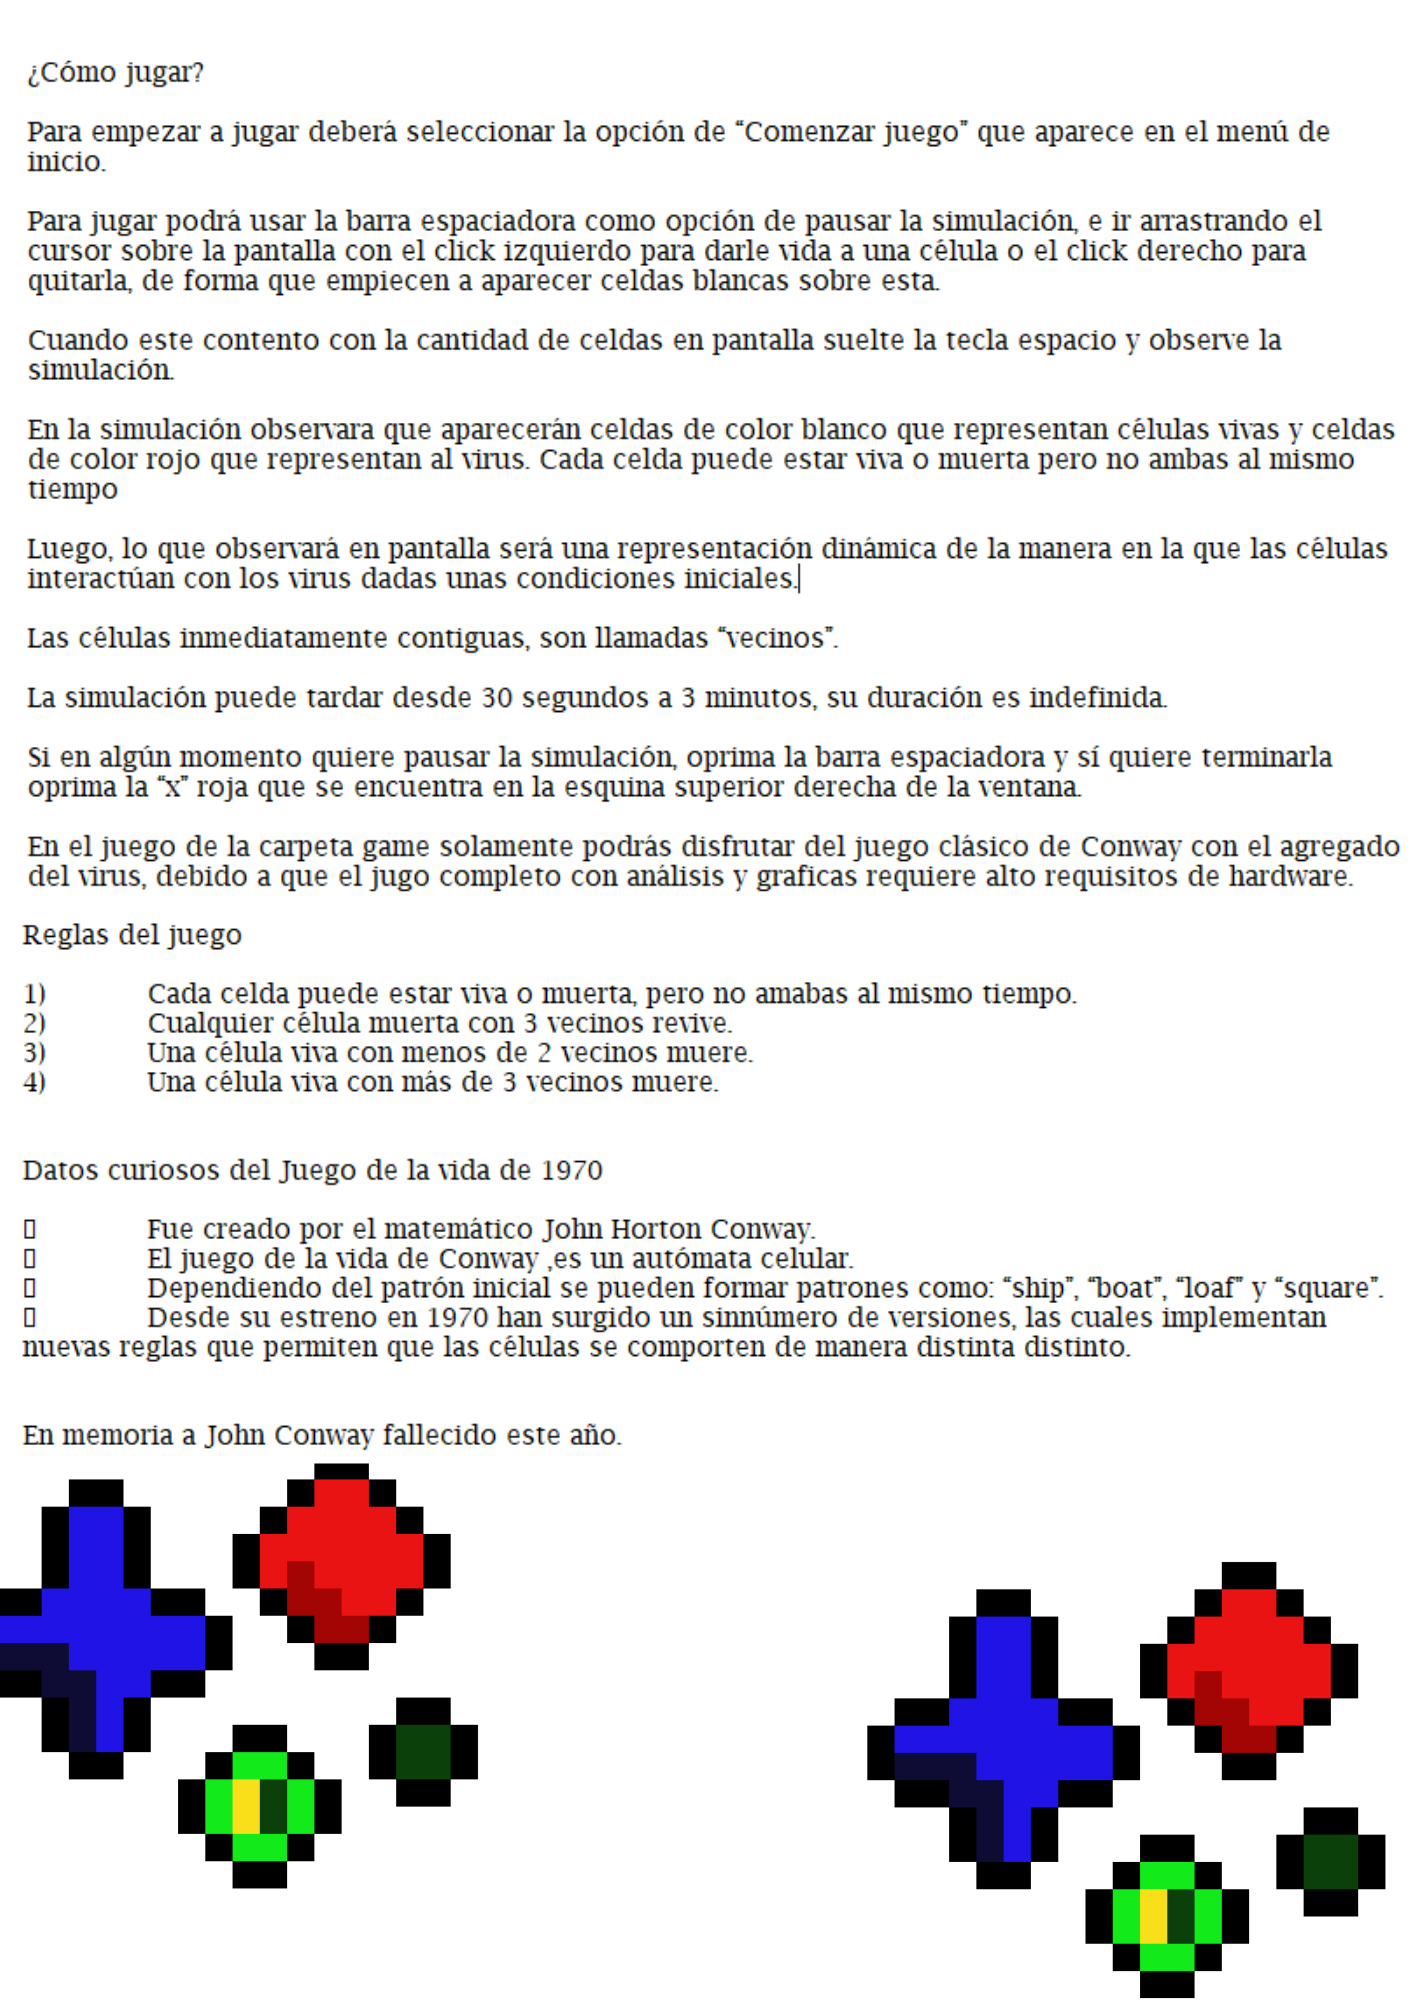 ¿Cómo jugar?
Para empezar a jugar deberá seleccionar la opción de “Comenzar juego” que aparece en el menú de
inicio.
Para jugar podrá usar la barra espaciadora como opción de pausar la simulación, e ir arrastrando el
cursor sobre la pantalla con el click izquierdo para darle vida a una célula o el click derecho para
quitarla, de forma que empiecen a aparecer celdas blancas sobre esta.
Cuando este contento con la cantidad de celdas en pantalla suelte la tecla espacio y observe la
simulación.
En la simulación observara que aparecerán celdas de color blanco que representan células vivas y celdas
de color rojo que representan al virus. Cada celda puede estar viva o muerta pero no ambas al mismo
tiempo
Luego, lo que observará en pantalla será una representación dinámica de la manera en la que las células
interactúan con los virus dadas unas condiciones iniciales.
Las células inmediatamente contiguas, son llamadas “vecinos”.
La simulación puede tardar desde 30 segundos a 3 minutos, su duración es indefinida.
Si en algún momento quiere pausar la simulación, oprima la barra espaciadora y sí quiere terminarla
oprima la “x” roja que se encuentra en la esquina superior derecha de la ventana.
En el juego de la carpeta game solamente podrás disfrutar del juego clásico de Conway con el agregado
del virus, debido a que el jugo completo con análisis y graficas requiere alto requisitos de hardware.
Reglas del juego
1) Cada celda puede estar viva o muerta, pero no amabas al mismo tiempo.
2) Cualquier célula muerta con 3 vecinos revive.
3) Una célula viva con menos de 2 vecinos muere.
4) Una célula viva con más de 3 vecinos muere.
Datos curiosos del Juego de la vida de 1970
▯ Fue creado por el matemático John Horton Conway.
▯ El juego de la vida de Conway ,es un autómata celular.
▯ Dependiendo del patrón inicial se pueden formar patrones como: “ship”, “boat”, “loaf” y “square”.
▯ Desde su estreno en 1970 han surgido un sinnúmero de versiones, las cuales implementan
nuevas reglas que permiten que las células se comporten de manera distinta distinto.
En memoria a John Conway fallecido este año.